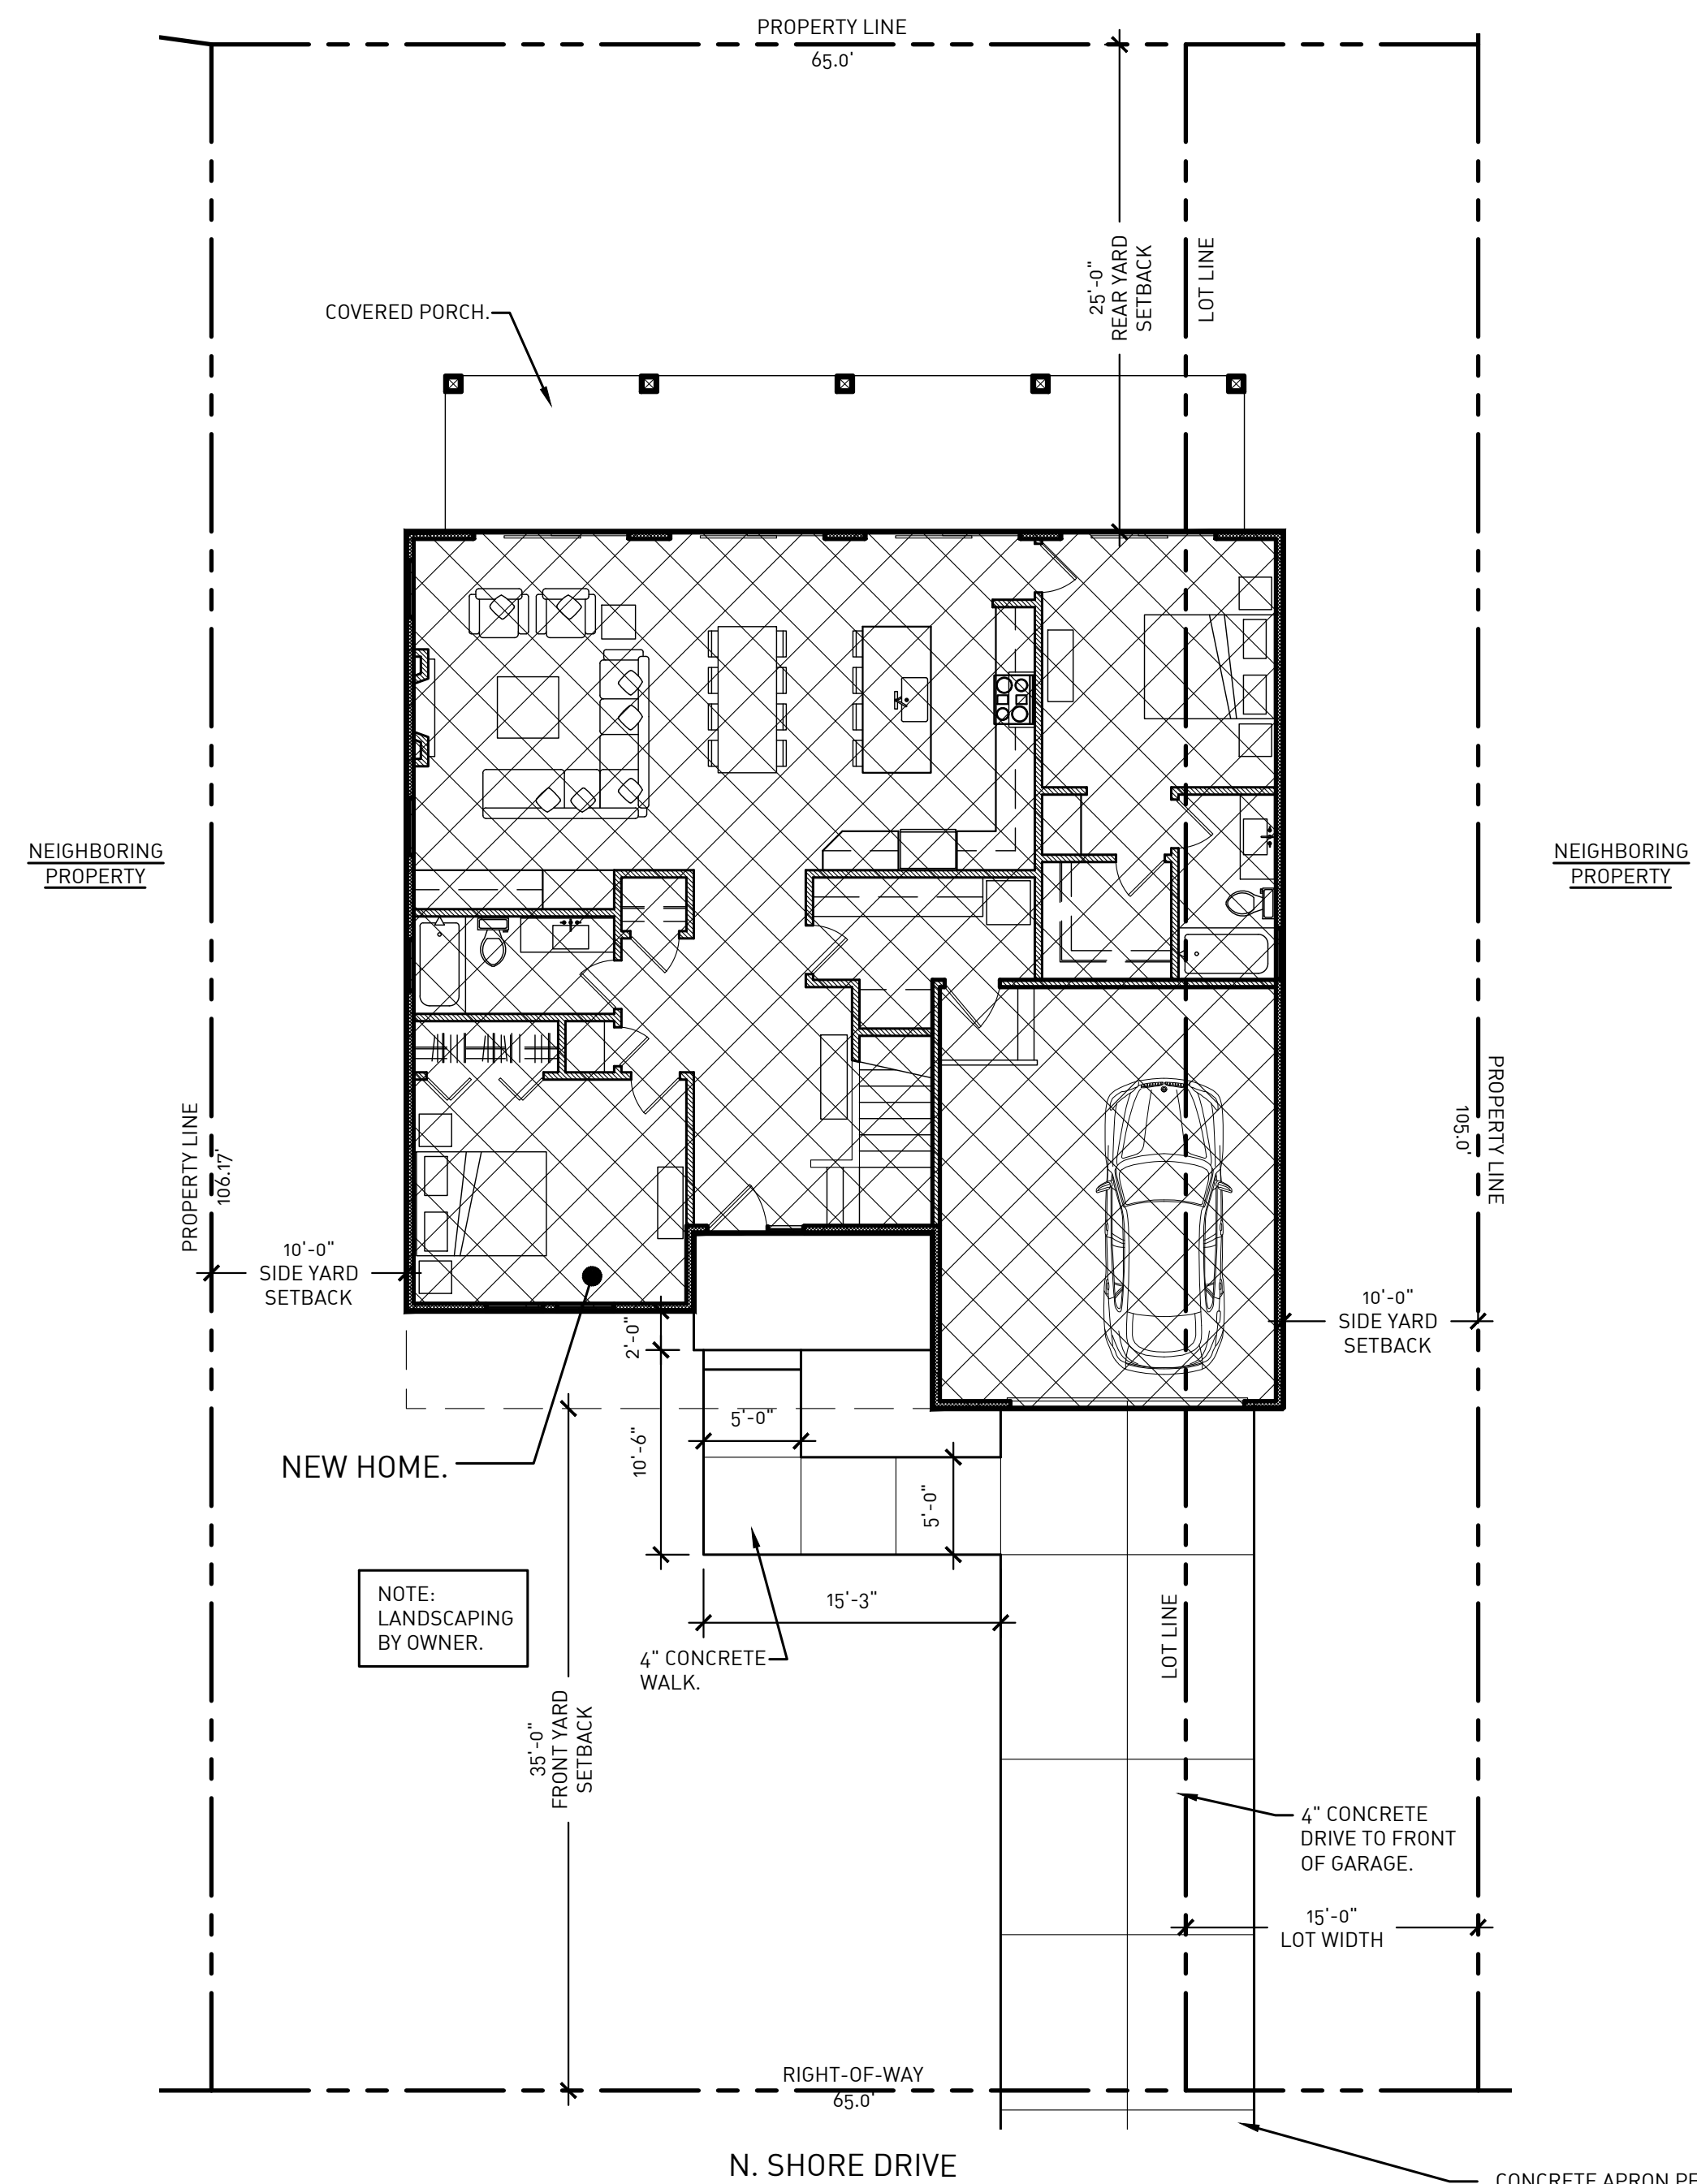 PROPERTY LINE
65.0'
25'-0"
REAR YARD
SETBACK
LOT LINE
COVERED PORCH.
NEIGHBORING
PROPERTY
NEIGHBORING
PROPERTY
PROPERTY LINE
106.17'
PROPERTY LINE
105.0'
10'-0"
SIDE YARD
SETBACK
10'-0"
SIDE YARD
SETBACK
2'-0"
5'-0"
10'-6"
NEW HOME.
5'-0"
NOTE:
LANDSCAPING
BY OWNER.
15'-3"
4" CONCRETE
WALK.
LOT LINE
35'-0"
FRONT YARD
SETBACK
4" CONCRETE
DRIVE TO FRONT
OF GARAGE.
15'-0"
LOT WIDTH
RIGHT-OF-WAY
65.0'
N. SHORE DRIVE
CONCRETE APRON